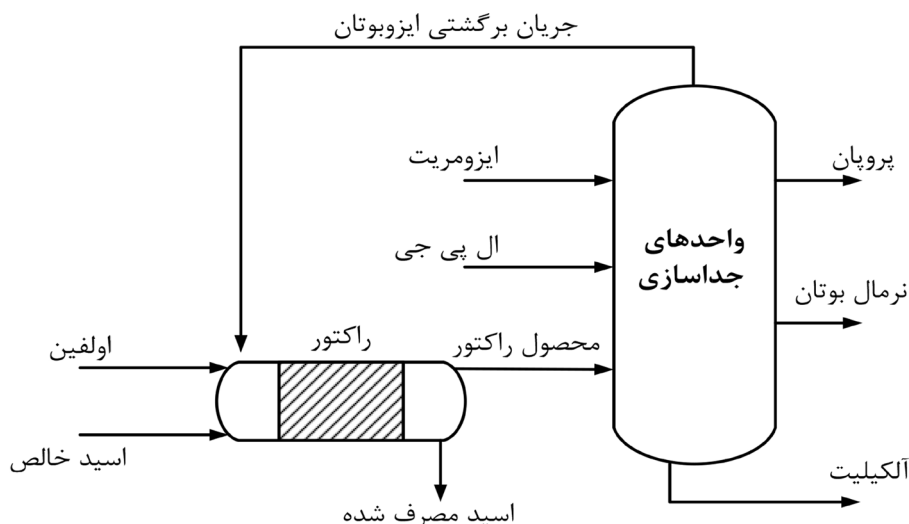 جریان برگشتی ایزوبوتان
ایزومریت
پروپان
واحدهای
جداسازی
ال پی جی
نرمال بوتان
راکتور
محصول راکتور
اولفین
اسید خالص
آلکیلیت
اسید مصرف شده